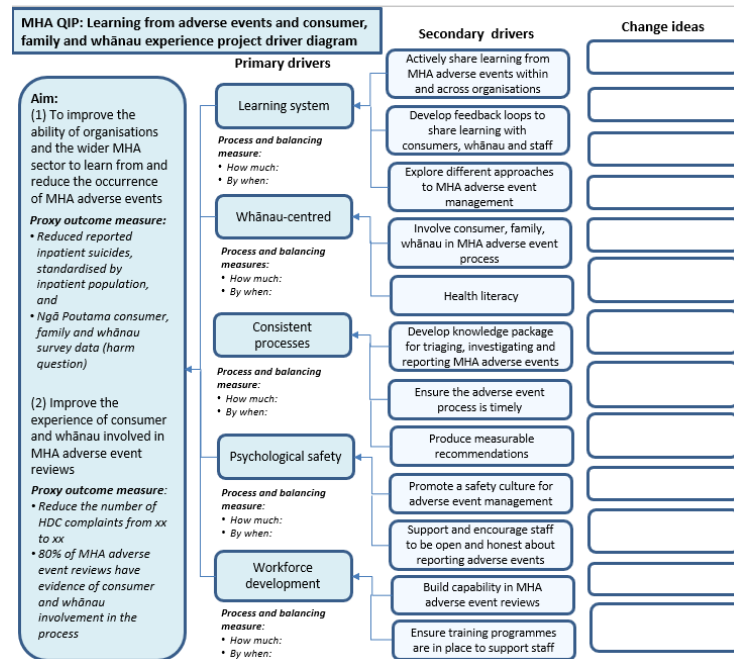 MHA QIP: Learning from adverse events and consumer,
family and whānau experience project driver diagram
Aim:
(1) To improve the
ability of organisations
and the wider MHA
sector to learn from and
reduce the occurrence
of MHA adverse events
Proxy outcome measure:
• Reduced reported
inpatient suicides,
standardised by
inpatient population,
and
• Ngā Poutama consumer,
family and whānau
survey data (harm
question)
(2) Improve the
experience of consumer
and whānau involved in
MHA adverse event
reviews
Proxy outcome measure:
• Reduce the number of
HDC complaints from xx
to xx
• 80% of MHA adverse
event reviews have
evidence of consumer
and whānau
involvement in the
process
Primary drivers
Learning system
Process and balancing
measure:
• How much:
• By when:
Whānau-centred
Process and balancing
measures:
• How much:
• By when:
Consistent
processes
Process and balancing
measure:
• How much:
• By when:
Psychological safety
Process and balancing
measure:
• How much:
• By when:
Workforce
development
Process and balancing
measure:
• How much:
• By when:
Secondary drivers
Actively share learning from
MHA adverse events within
and across organisations
Develop feedback loops to
share learning with
consumers, whānau and staff
Explore different approaches
to MHA adverse event
management
Involve consumer, family,
whānau in MHA adverse event
process
Health literacy
Develop knowledge package
for triaging, investigating and
reporting MHA adverse events
Ensure the adverse event
process is timely
Produce measurable
recommendations
Promote a safety culture for
adverse event management
Support and encourage staff
to be open and honest about
reporting adverse events
Build capability in MHA
adverse event reviews
Ensure training programmes
are in place to support staff
Change ideas